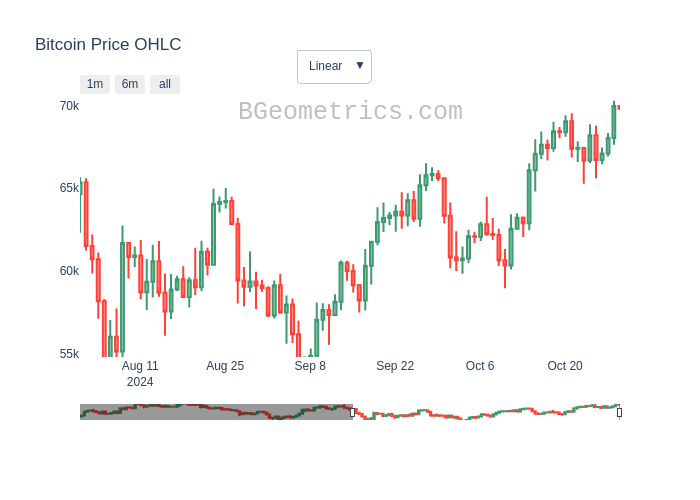 Bitcoin Price OHLC
Linear ▼
1m 6m all
BGeometrics.com
70k
65k
60k
55k
Aug 11 Aug 25 Sep 8 Sep 22 Oct 6 Oct 20
2024